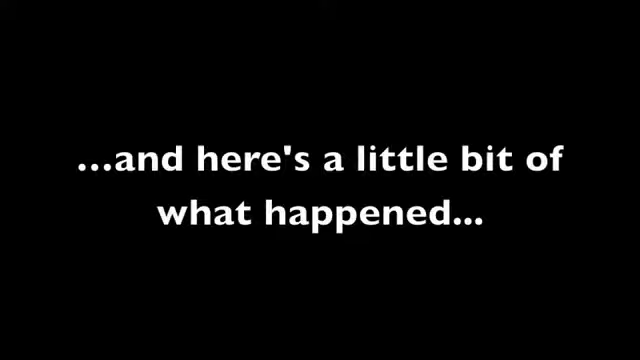 ...and here's a little bit of
what happened...